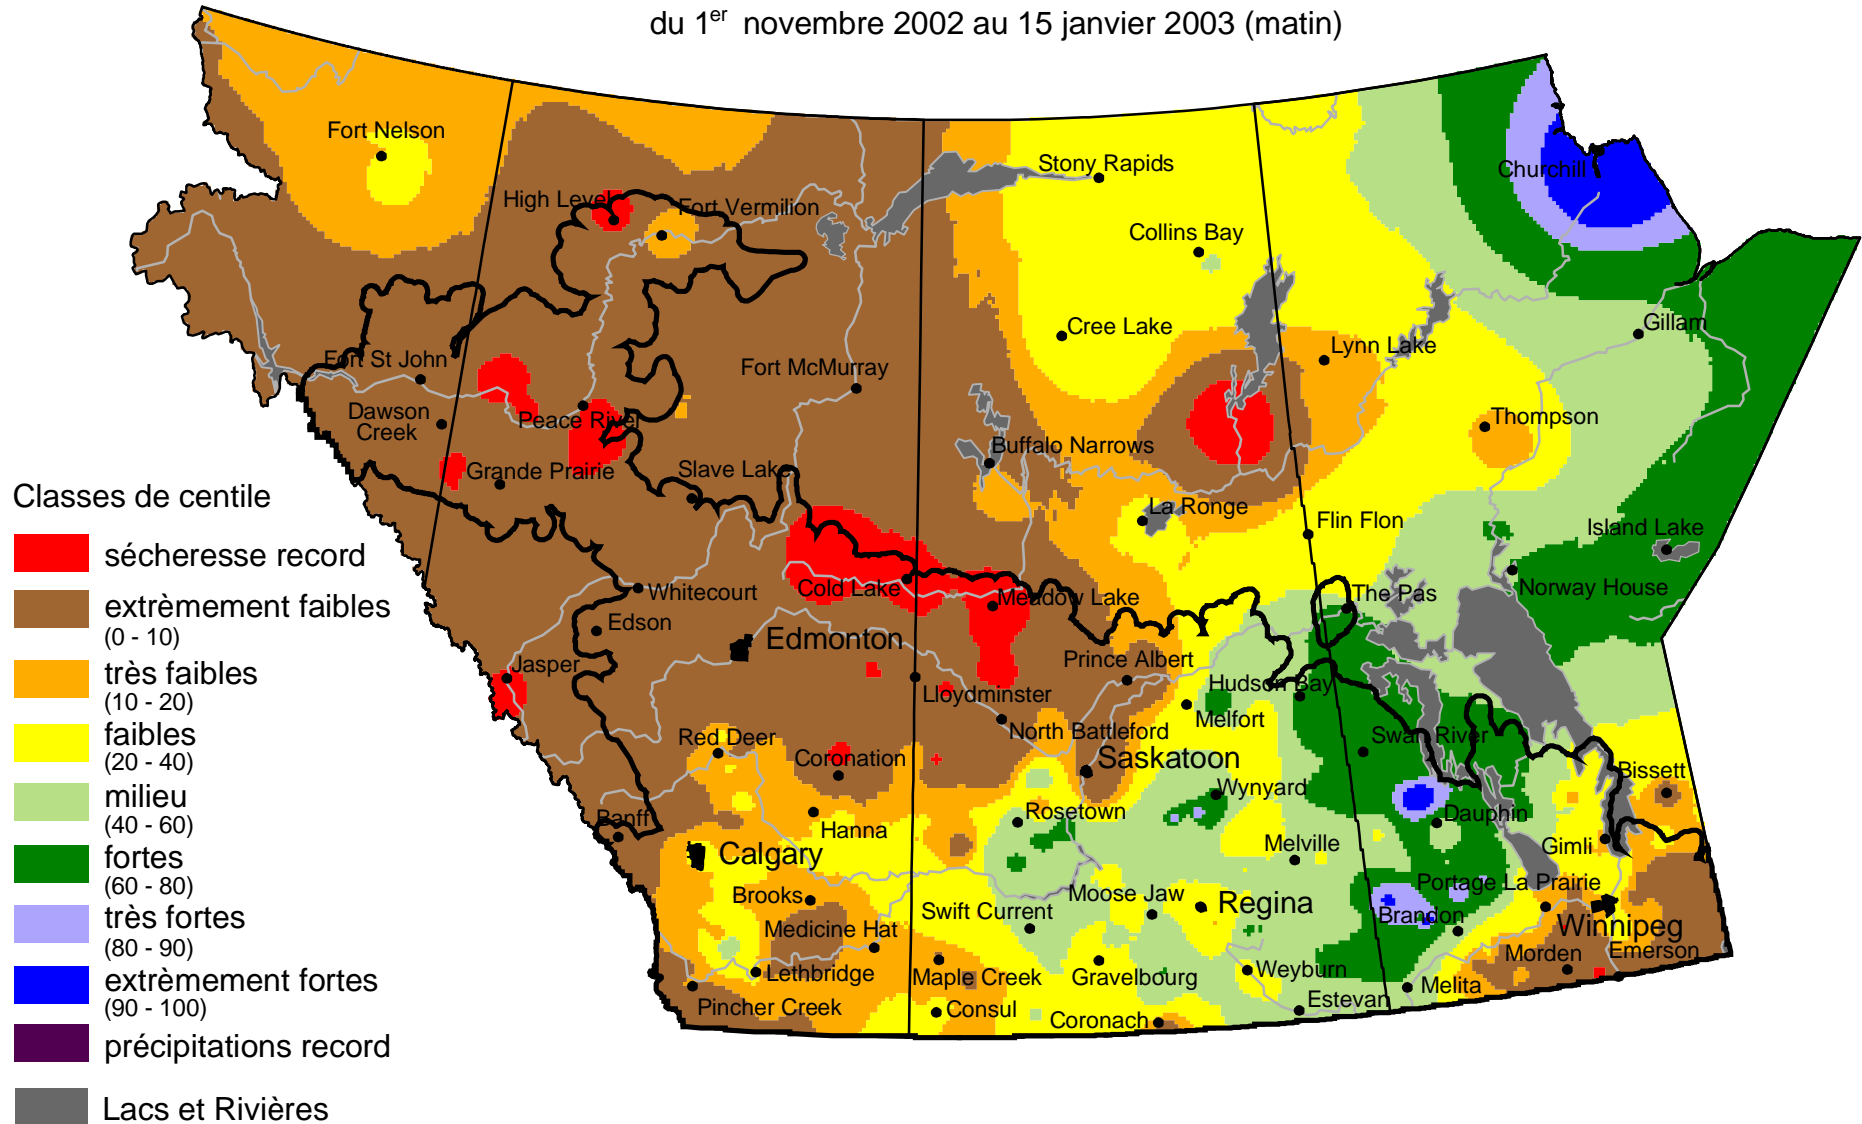 du 1er novembre 2002 au 15 janvier 2003 (matin)
Fort Nelson
Stony Rapids
Churchill
High Level
Fort Vermilion
Collins Bay
Cree Lake
Gillam
Lynn Lake
Fort St John
Fort McMurray
Dawson
Creek
Peace River
Thompson
Buffalo Narrows
Grande Prairie
Slave Lake
La Ronge
Flin Flon
Island Lake
Whitecourt
Cold Lake
Meadow Lake
The Pas
Norway House
Edson
Edmonton
Jasper
Prince Albert
Hudson Bay
Lloydminster
Melfort
North Battleford
Red Deer
Swan River
Coronation
Saskatoon
Bissett
Wynyard
Banff
Hanna
Rosetown
Dauphin
Calgary
Melville
Gimli
Brooks
Moose Jaw
Portage La Prairie
Swift Current
Regina
Brandon
Medicine Hat
Winnipeg
Lethbridge
Maple Creek
Gravelbourg
Weyburn
Morden
Emerson
Pincher Creek
Consul
Coronach
Estevan
Melita
Classes de centile
sécheresse record
extrèmement faibles
(0 - 10)
très faibles
(10 - 20)
faibles
(20 - 40)
milieu
(40 - 60)
fortes
(60 - 80)
très fortes
(80 - 90)
extrèmement fortes
(90 - 100)
précipitations record
Lacs et Rivières